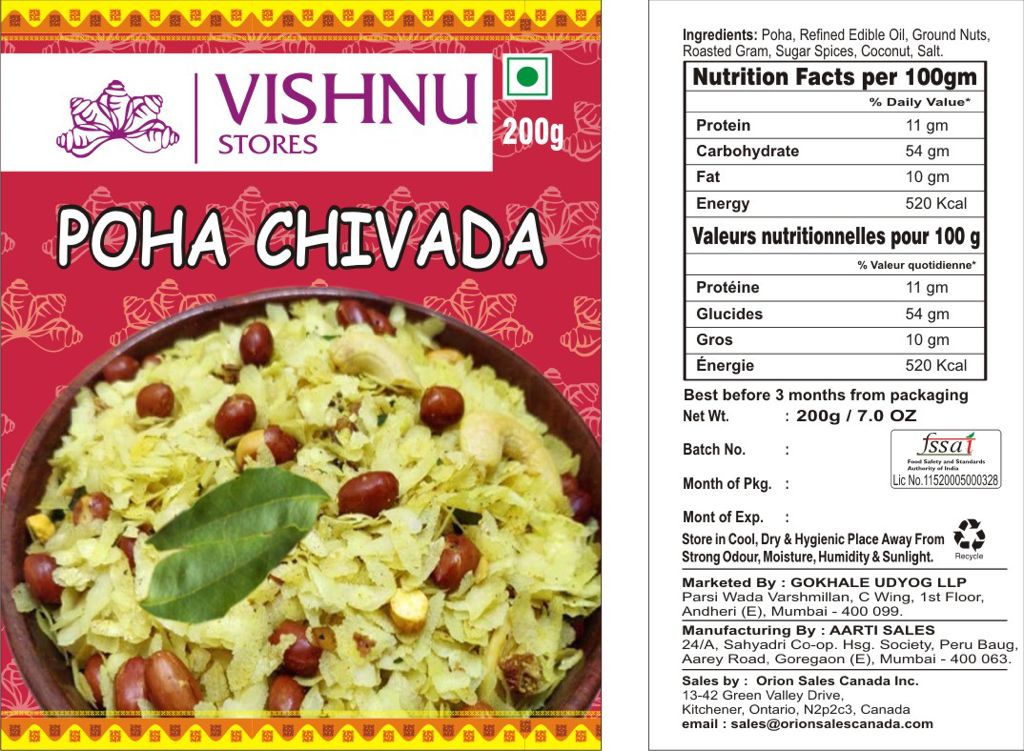 VISHNU
STORES
200g
POHA CHIVADA
Ingredients: Poha, Refined Edible Oil, Ground Nuts,
Roasted Gram, Sugar Spices, Coconut, Salt.
Nutrition Facts per 100gm
% Daily Value*
Protein 11 gm
Carbohydrate 54 gm
Fat 10 gm
Energy 520 Kcal
Valeurs nutritionnelles pour 100 g
% Valeur quotidienne*
Protéine 11 gm
Glucides 54 gm
Gros 10 gm
Énergie 520 Kcal
Best before 3 months from packaging
Net Wt. : 200g / 7.0 OZ
Batch No. :
fssai
Food Safety and Standards
Authority of India
Lic No.11520005000328
Month of Pkg. :
Mont of Exp. :
Store in Cool, Dry & Hygienic Place Away From
Strong Odour, Moisture, Humidity & Sunlight.
Recycle
Marketed By : GOKHALE UDYOG LLP
Parsi Wada Varshmillan, C Wing, 1st Floor,
Andheri (E), Mumbai - 400 099.
Manufacturing By : AARTI SALES
24/A, Sahyadri Co-op. Hsg. Society, Peru Baug,
Aarey Road, Goregaon (E), Mumbai - 400 063.
Sales by : Orion Sales Canada Inc.
13-42 Green Valley Drive,
Kitchener, Ontario, N2p2c3, Canada
email : sales@orionsalescanada.com